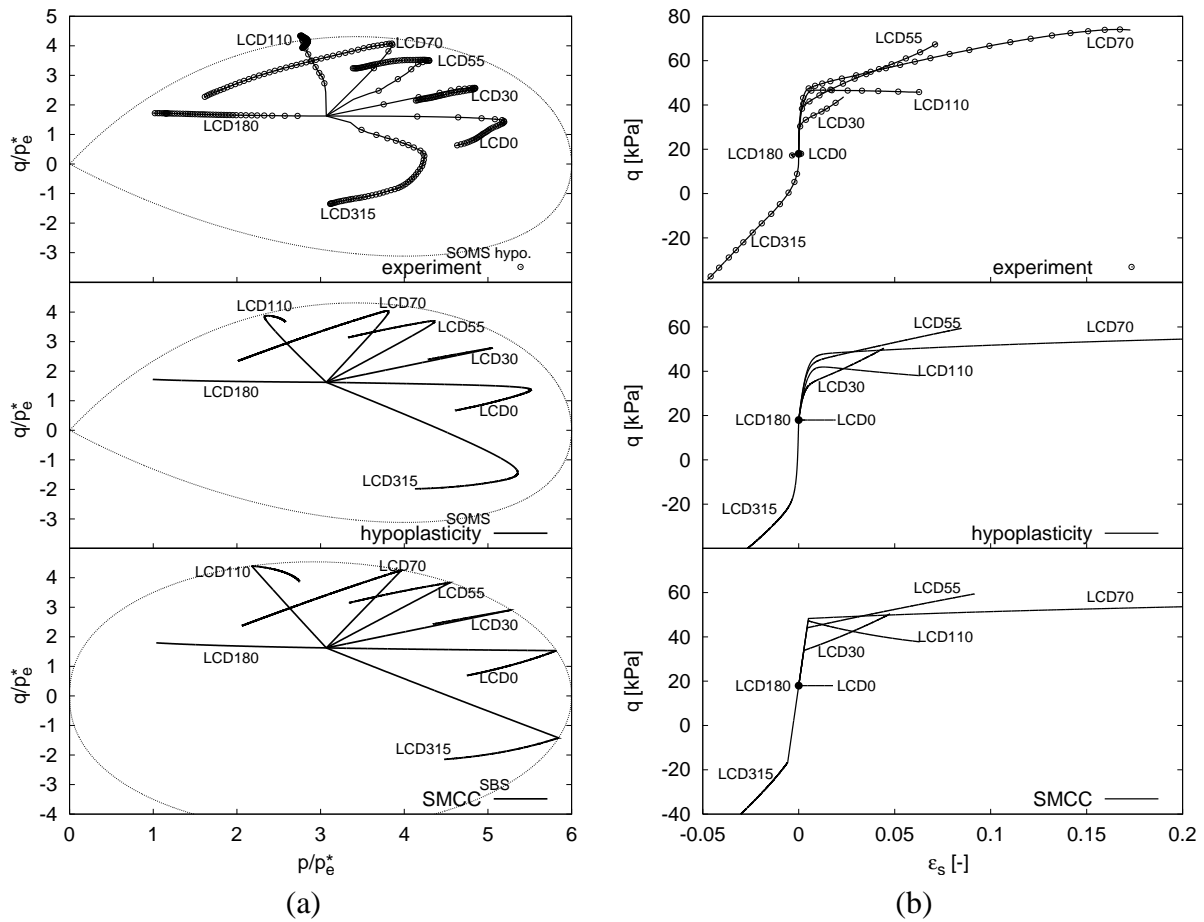 5
4
3
2
1
0
-1
-2
-3
q/p*e
LCD110
LCD70
LCD55
LCD30
LCD180
LCD0
LCD315
SOMS hypo.
experiment
4
3
2
1
0
-1
-2
-3
q/p*e
LCD110
LCD70
LCD55
LCD30
LCD180
LCD0
LCD315
SOMS
hypoplasticity
4
3
2
1
0
-1
-2
-3
-4
q/p*e
LCD110
LCD70
LCD55
LCD30
LCD180
LCD0
LCD315
SBS
SMCC
0 1 2 3 4 5 6
p/p*e
(a)
80
60
40
20
0
-20
q [kPa]
LCD55
LCD70
LCD110
LCD30
LCD180
LCD0
LCD315
experiment
60
40
20
0
-20
q [kPa]
LCD55
LCD70
LCD110
LCD30
LCD180
LCD0
LCD315
hypoplasticity
60
40
20
0
-20
-40
q [kPa]
LCD55
LCD70
LCD110
LCD30
LCD180
LCD0
LCD315
SMCC
-0.05 0 0.05 0.1 0.15 0.2
εs [-]
(b)